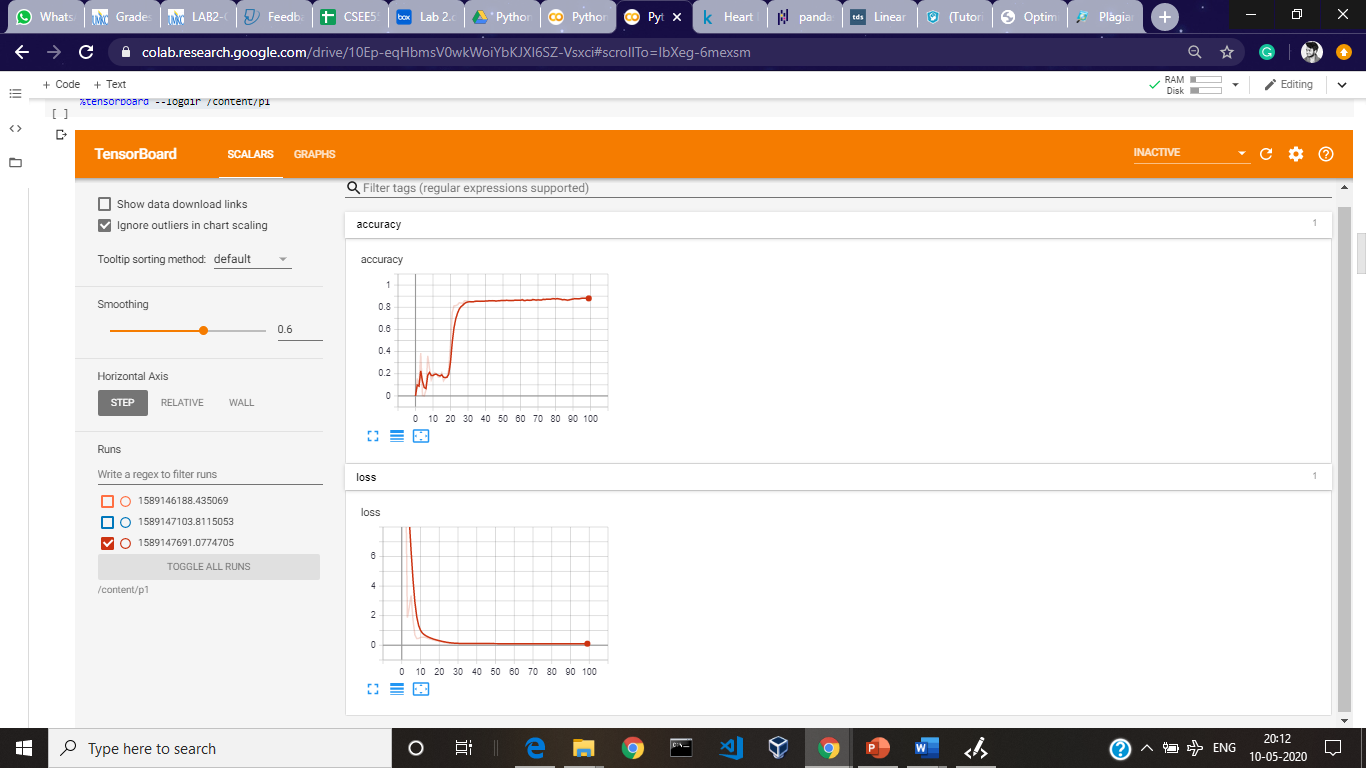 Whats
Grades
LAB2-
Feedb
CSEE5
Lab 2.
Python
Python
Pyt
Heart
panda
Linear
(Tutor
Optim
Plagiar
colab.research.google.com/drive/10Ep-eqHbmsV0wkWoiYbKJXI6SZ-Vsxci#scrollTo=IbXeg-6mexsm
+ Code + Text
RAM
Disk
Editing
%tensorboard --logdir /content/p1
[ ]
TensorBoard
SCALARS
GRAPHS
INACTIVE
Show data download links
Ignore outliers in chart scaling
Tooltip sorting method: default
Smoothing
0.6
Horizontal Axis
STEP
RELATIVE
WALL
Runs
Write a regex to filter runs
1589146188.435069
1589147103.8115053
1589147691.0774705
TOGGLE ALL RUNS
/content/p1
Filter tags (regular expressions supported)
accuracy
1
accuracy
1
0.8
0.6
0.4
0.2
0
0 10 20 30 40 50 60 70 80 90 100
loss
1
loss
6
4
2
0
0 10 20 30 40 50 60 70 80 90 100
Type here to search
ENG
20:12
10-05-2020